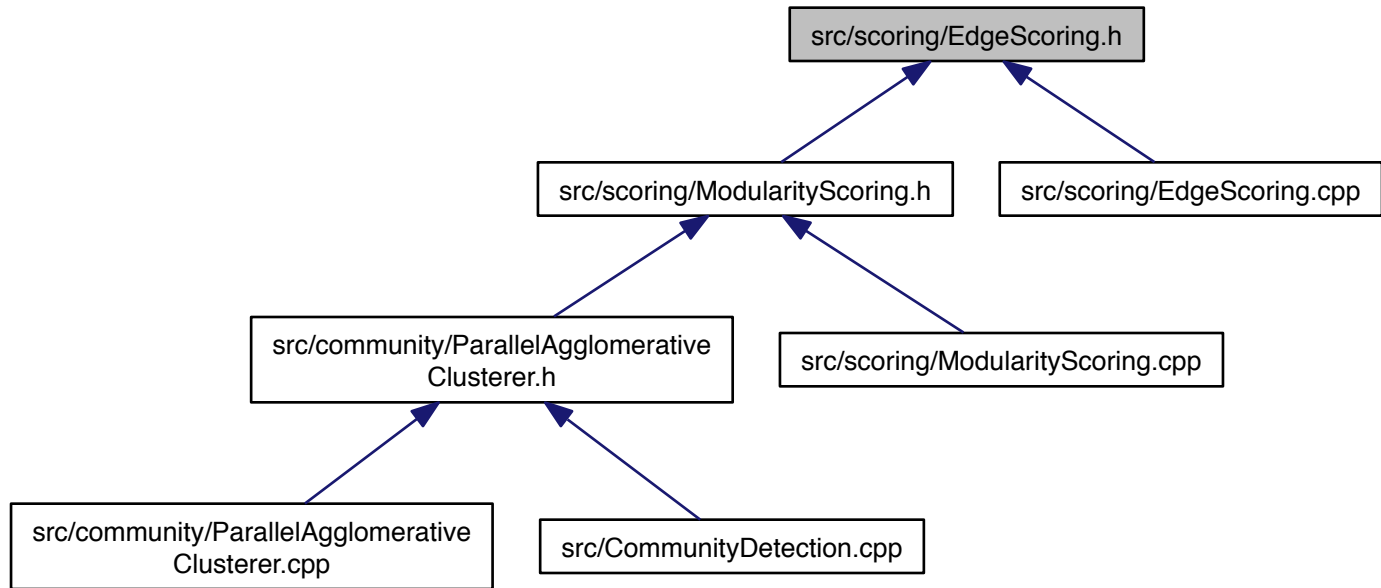 src/scoring/EdgeScoring.h
src/scoring/ModularityScoring.h
src/scoring/EdgeScoring.cpp
src/community/ParallelAgglomerative
Clusterer.h
src/scoring/ModularityScoring.cpp
src/community/ParallelAgglomerative
Clusterer.cpp
src/CommunityDetection.cpp